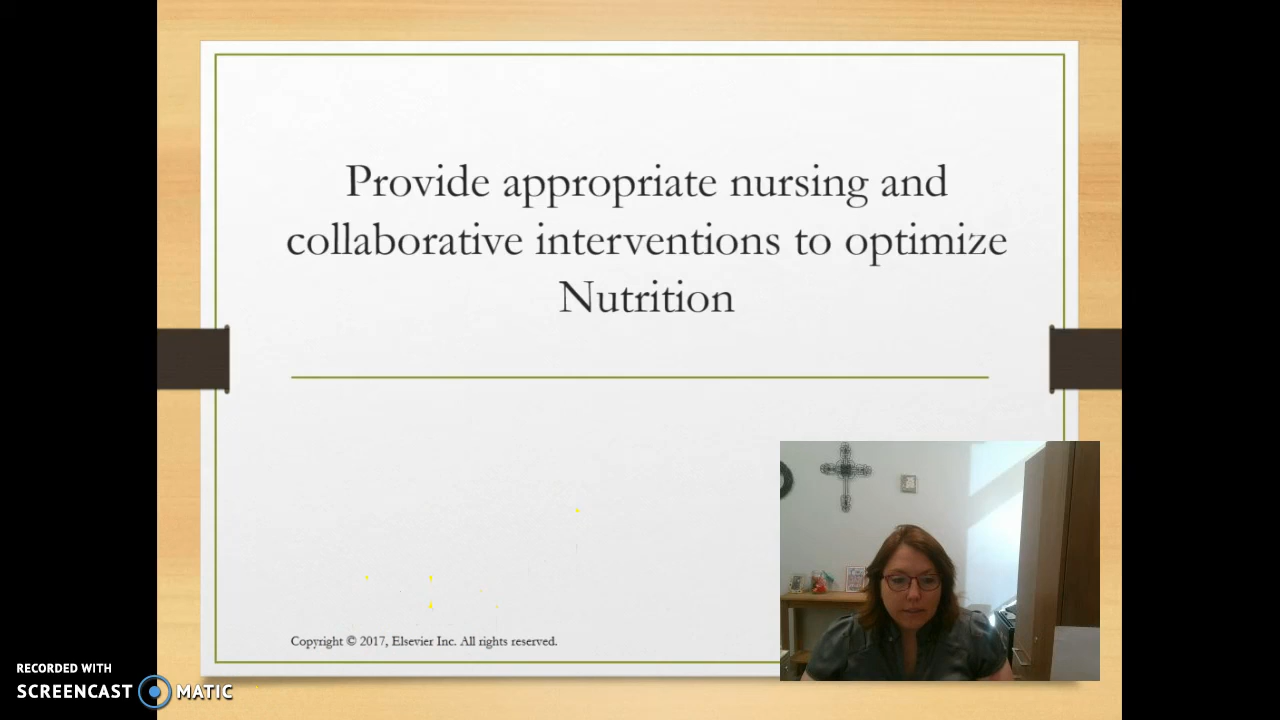 Provide appropriate nursing and
collaborative interventions to optimize
Nutrition
Copyright © 2017, Elsevier Inc. All rights reserved.
RECORDED WITH
SCREENCAST MATIC